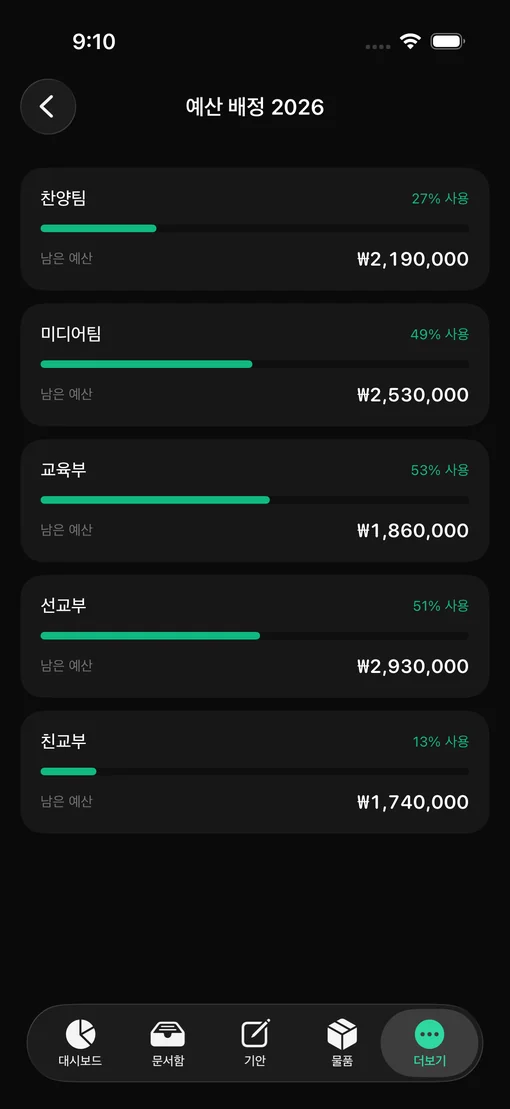 9:10
예산 배정 2026
찬양팀
27% 사용
남은 예산
₩2,190,000
미디어팀
49% 사용
남은 예산
₩2,530,000
교육부
53% 사용
남은 예산
₩1,860,000
선교부
51% 사용
남은 예산
₩2,930,000
친교부
13% 사용
남은 예산
₩1,740,000
대시보드
문서함
기안
물품
더보기